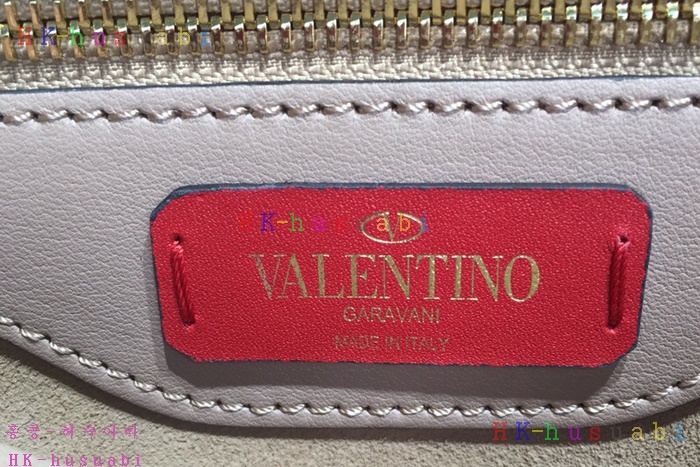 HK-husuabi
HK-husuabi
V
VALENTINO
GARAVANI
MADE IN ITALY
홍콩-허수아비
HK-husuabi
HK-husuabi